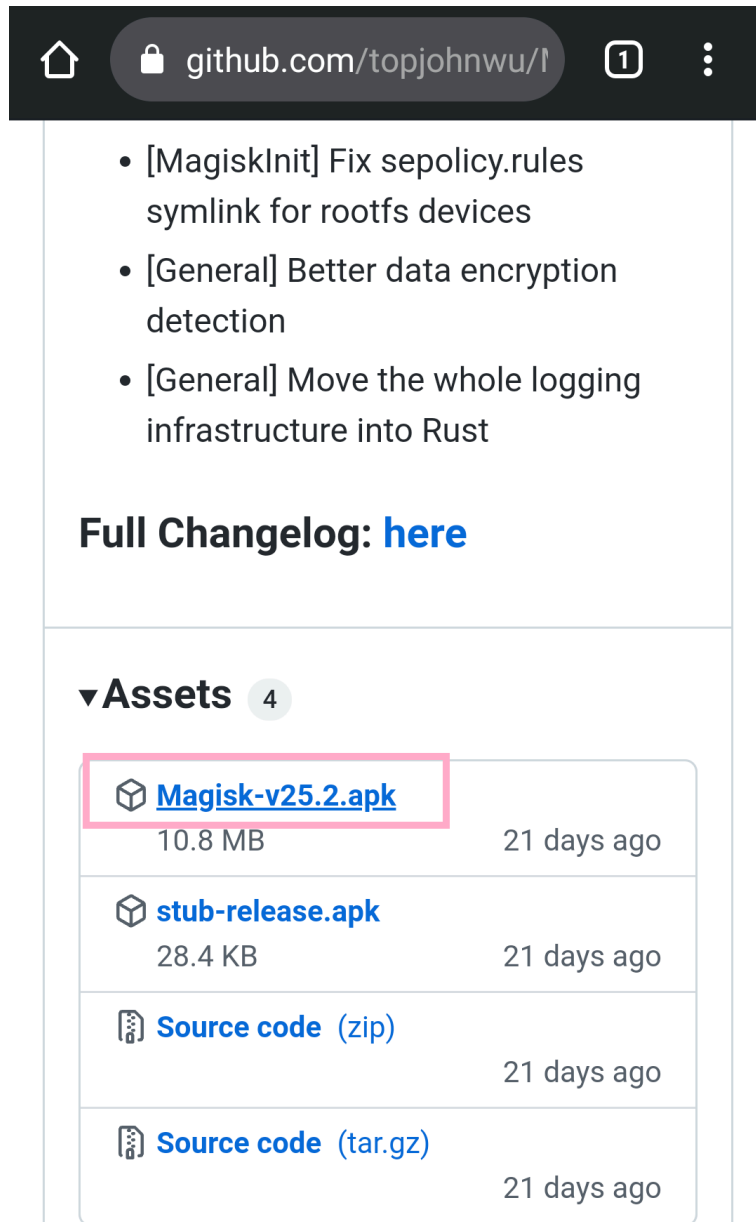 github.com/topjohnwu/
1
[MagiskInit] Fix sepolicy.rules
symlink for rootfs devices
[General] Better data encryption
detection
[General] Move the whole logging
infrastructure into Rust
Full Changelog: here
Assets 4
Magisk-v25.2.apk
10.8 MB 21 days ago
stub-release.apk
28.4 KB 21 days ago
Source code (zip)
21 days ago
Source code (tar.gz)
21 days ago